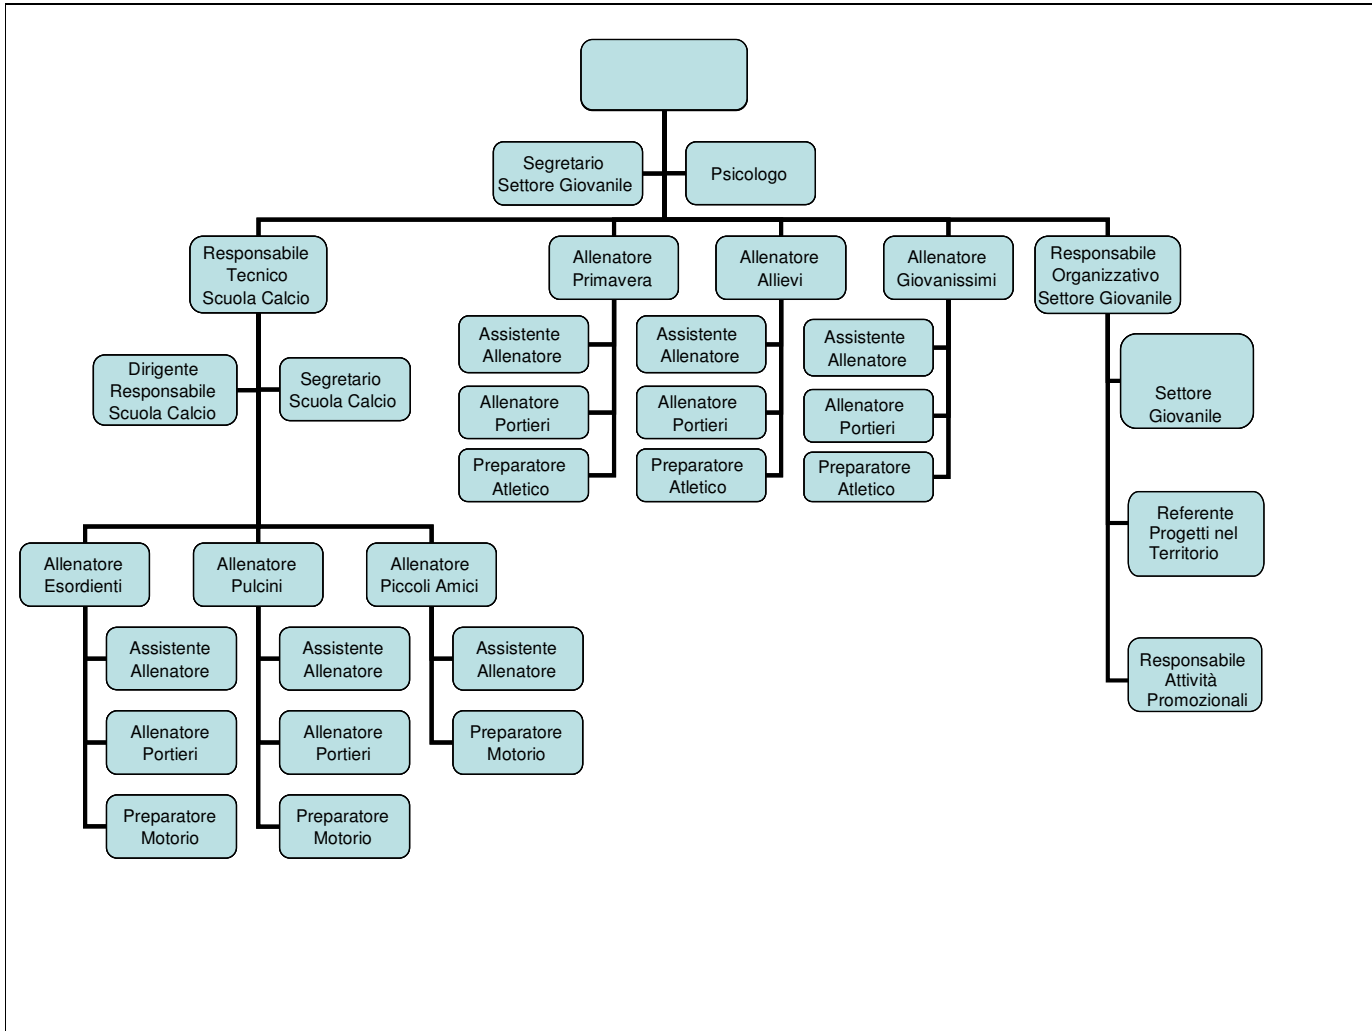 Segretario
Settore Giovanile
Psicologo
Responsabile
Tecnico
Scuola Calcio
Allenatore
Primavera
Allenatore
Allievi
Allenatore
Giovanissimi
Responsabile
Organizzativo
Settore Giovanile
Assistente
Allenatore
Assistente
Allenatore
Assistente
Allenatore
Settore
Giovanile
Dirigente
Responsabile
Scuola Calcio
Segretario
Scuola Calcio
Allenatore
Portieri
Allenatore
Portieri
Allenatore
Portieri
Preparatore
Atletico
Preparatore
Atletico
Preparatore
Atletico
Referente
Progetti nel
Territorio
Allenatore
Esordienti
Allenatore
Pulcini
Allenatore
Piccoli Amici
Assistente
Allenatore
Assistente
Allenatore
Assistente
Allenatore
Responsabile
Attività
Promozionali
Allenatore
Portieri
Allenatore
Portieri
Preparatore
Motorio
Preparatore
Motorio
Preparatore
Motorio